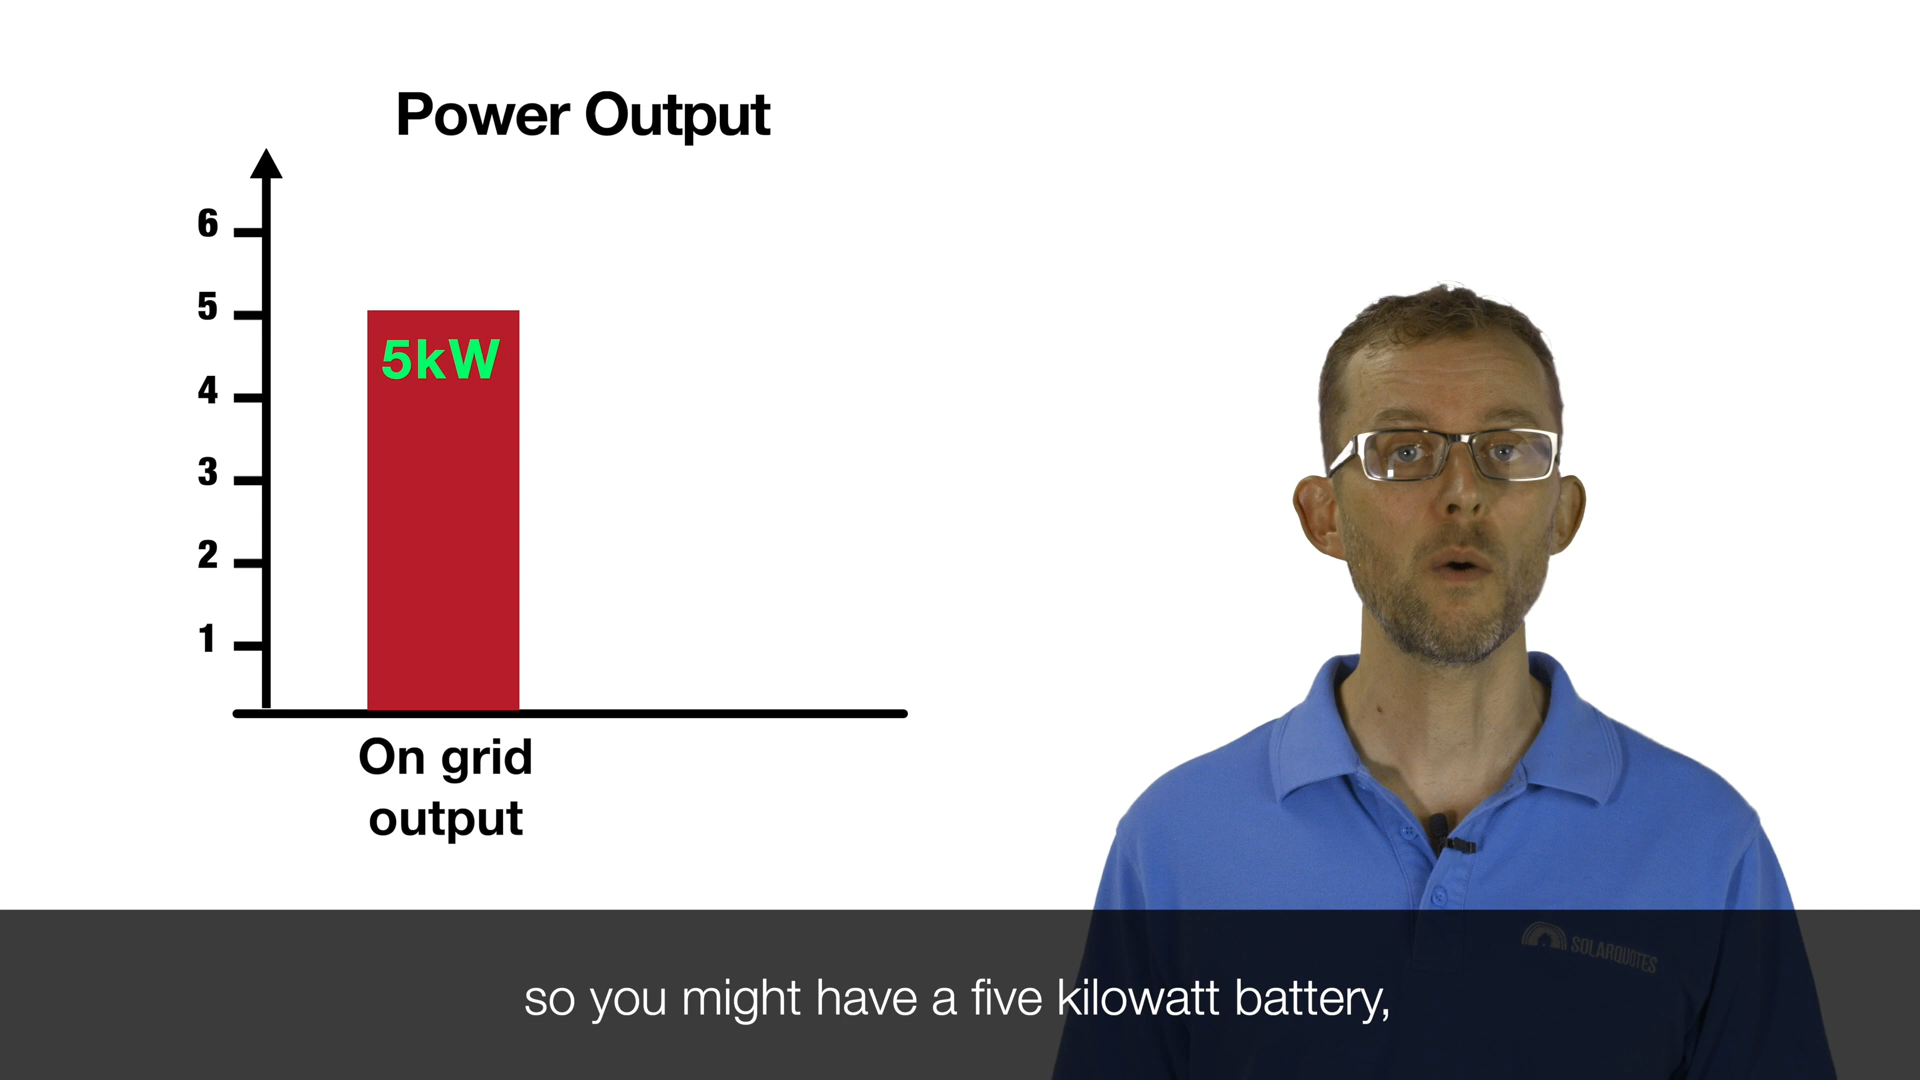 Power Output
6
5
4
3
2
1
5kW
On grid
output
SOLARQUOTES
so you might have a five kilowatt battery,